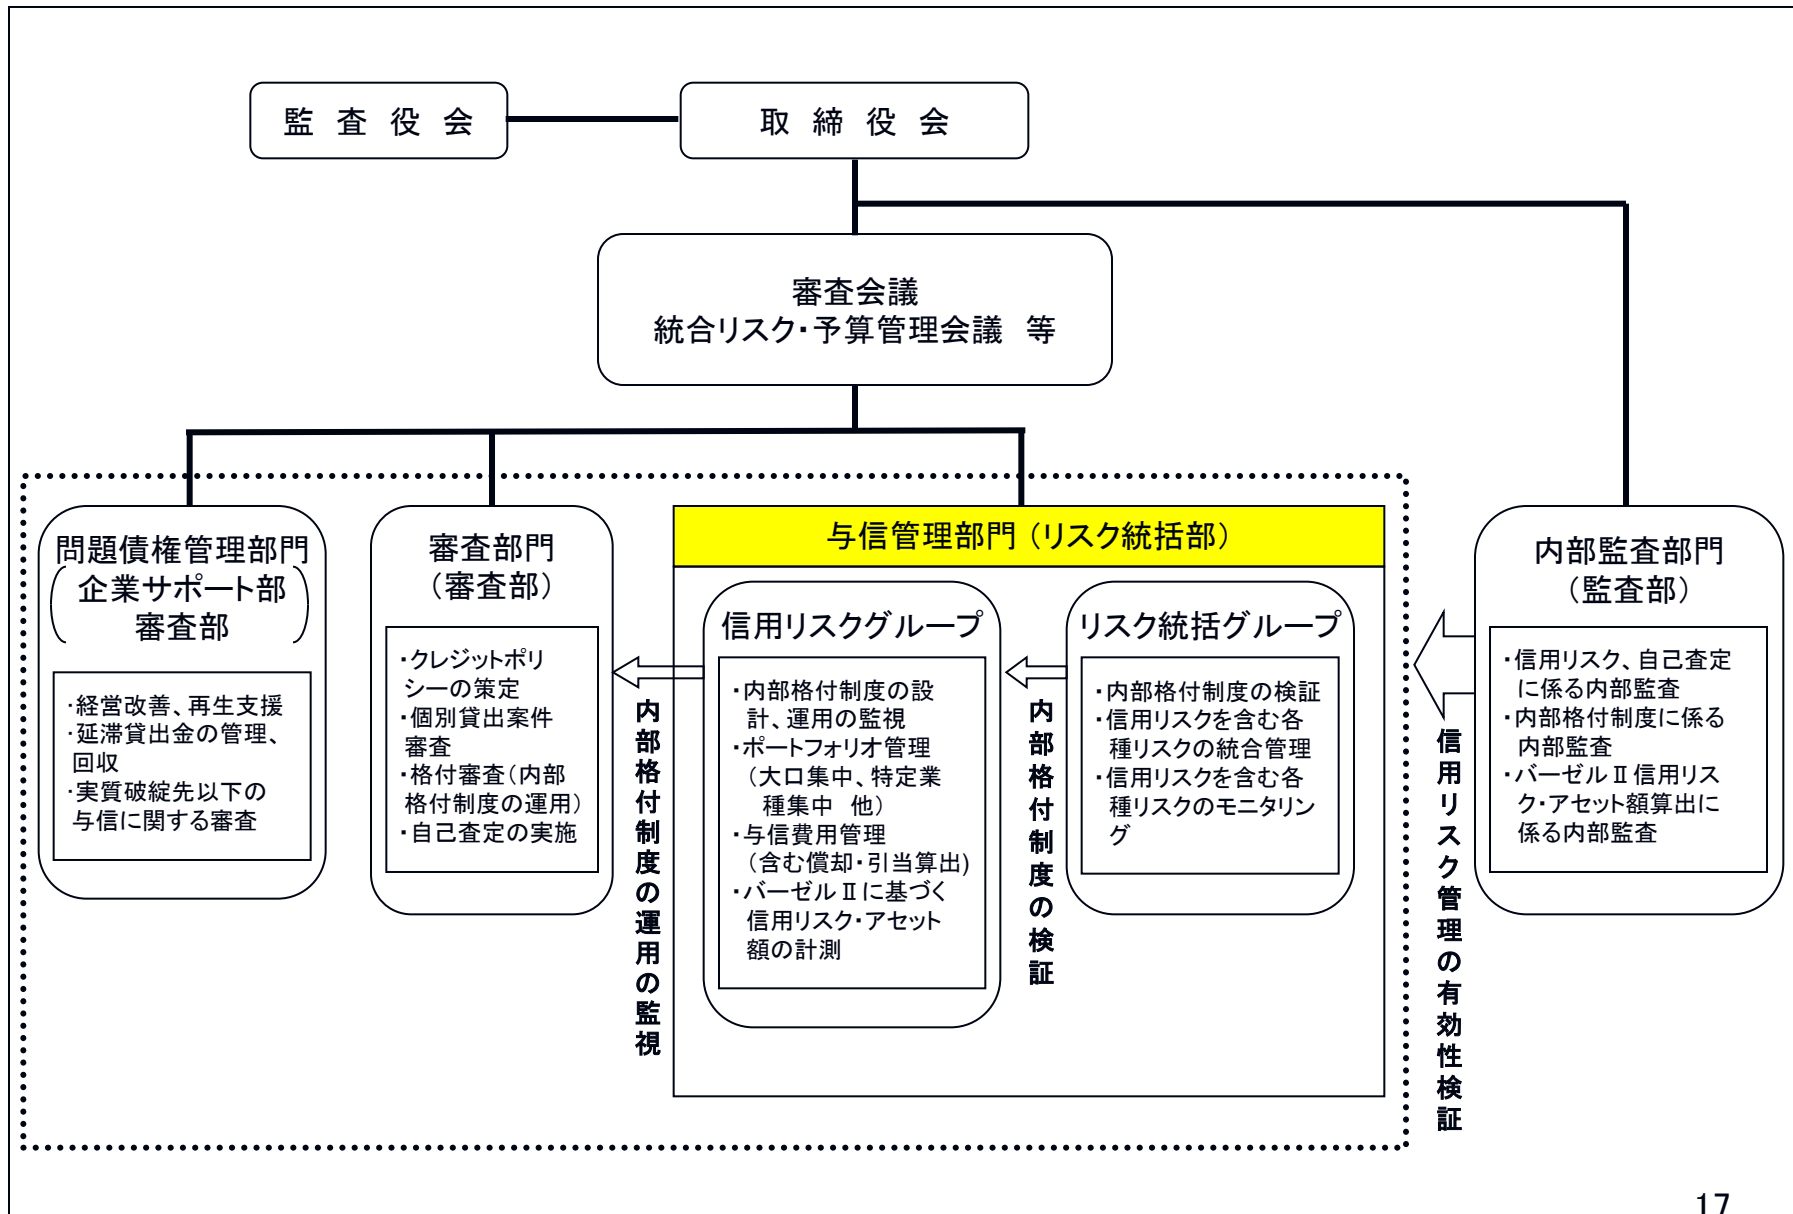 監査役会
取締役会
審査会議
統合リスク・予算管理会議　等
問題債権管理部門
企業サポート部
審査部
・経営改善、再生支援
・延滞貸出金の管理、
回収
・実質破綻先以下の
与信に関する審査
審査部門
（審査部）
・クレジットポリ
シーの策定
・個別貸出案件
審査
・格付審査（内部
格付制度の運用）
・自己査定の実施
内部格付制度の運用の監視
与信管理部門（リスク統括部）
信用リスクグループ
・内部格付制度の設
計、運用の監視
・ポートフォリオ管理
（大口集中、特定業
種集中　他）
・与信費用管理
（含む償却・引当算出)
・バーゼルⅡに基づく
信用リスク・アセット
額の計測
内部格付制度の検証
リスク統括グループ
・内部格付制度の検証
・信用リスクを含む各
種リスクの統合管理
・信用リスクを含む各
種リスクのモニタリン
グ
信用リスク管理の有効性検証
内部監査部門
（監査部）
・信用リスク、自己査定
に係る内部監査
・内部格付制度に係る
内部監査
・バーゼルⅡ信用リス
ク・アセット額算出に
係る内部監査
17